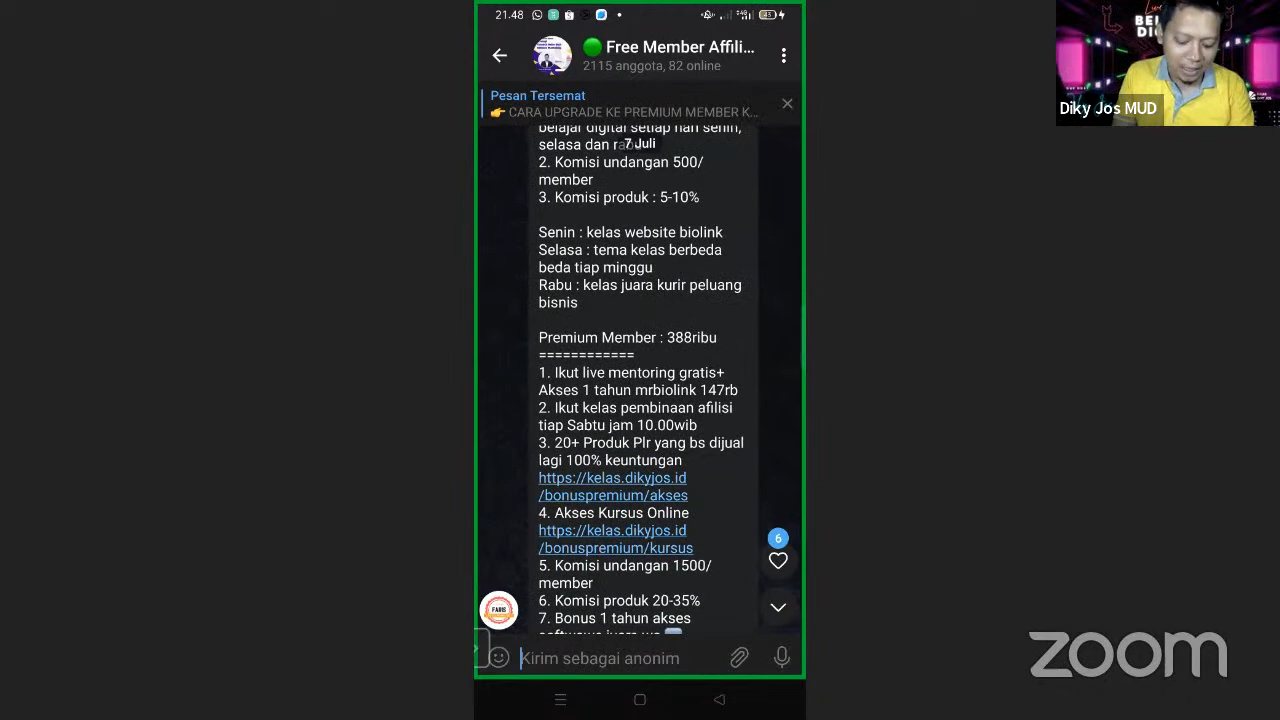 21.48
Free Member Affili...
2115 anggota, 82 online
Pesan Tersemat
👉 CARA UPGRADE KE PREMIUM MEMBER K...
belajar digital setiap hari senin,
selasa dan
7 Juli
2. Komisi undangan 500/
member
3. Komisi produk : 5-10%
Senin : kelas website biolink
Selasa : tema kelas berbeda
beda tiap minggu
Rabu : kelas juara kurir peluang
bisnis
Premium Member : 388ribu
============
1. Ikut live mentoring gratis+
Akses 1 tahun mrbiolink 147rb
2. Ikut kelas pembinaan afilisi
tiap Sabtu jam 10.00wib
3. 20+ Produk Plr yang bs dijual
lagi 100% keuntungan
https://kelas.dikyjos.id
/bonuspremium/akses
4. Akses Kursus Online
https://kelas.dikyjos.id
/bonuspremium/kursus
5. Komisi undangan 1500/
member
6. Komisi produk 20-35%
7. Bonus 1 tahun akses
6
Kirim sebagai anonim
Diky Jos MUD
zoom